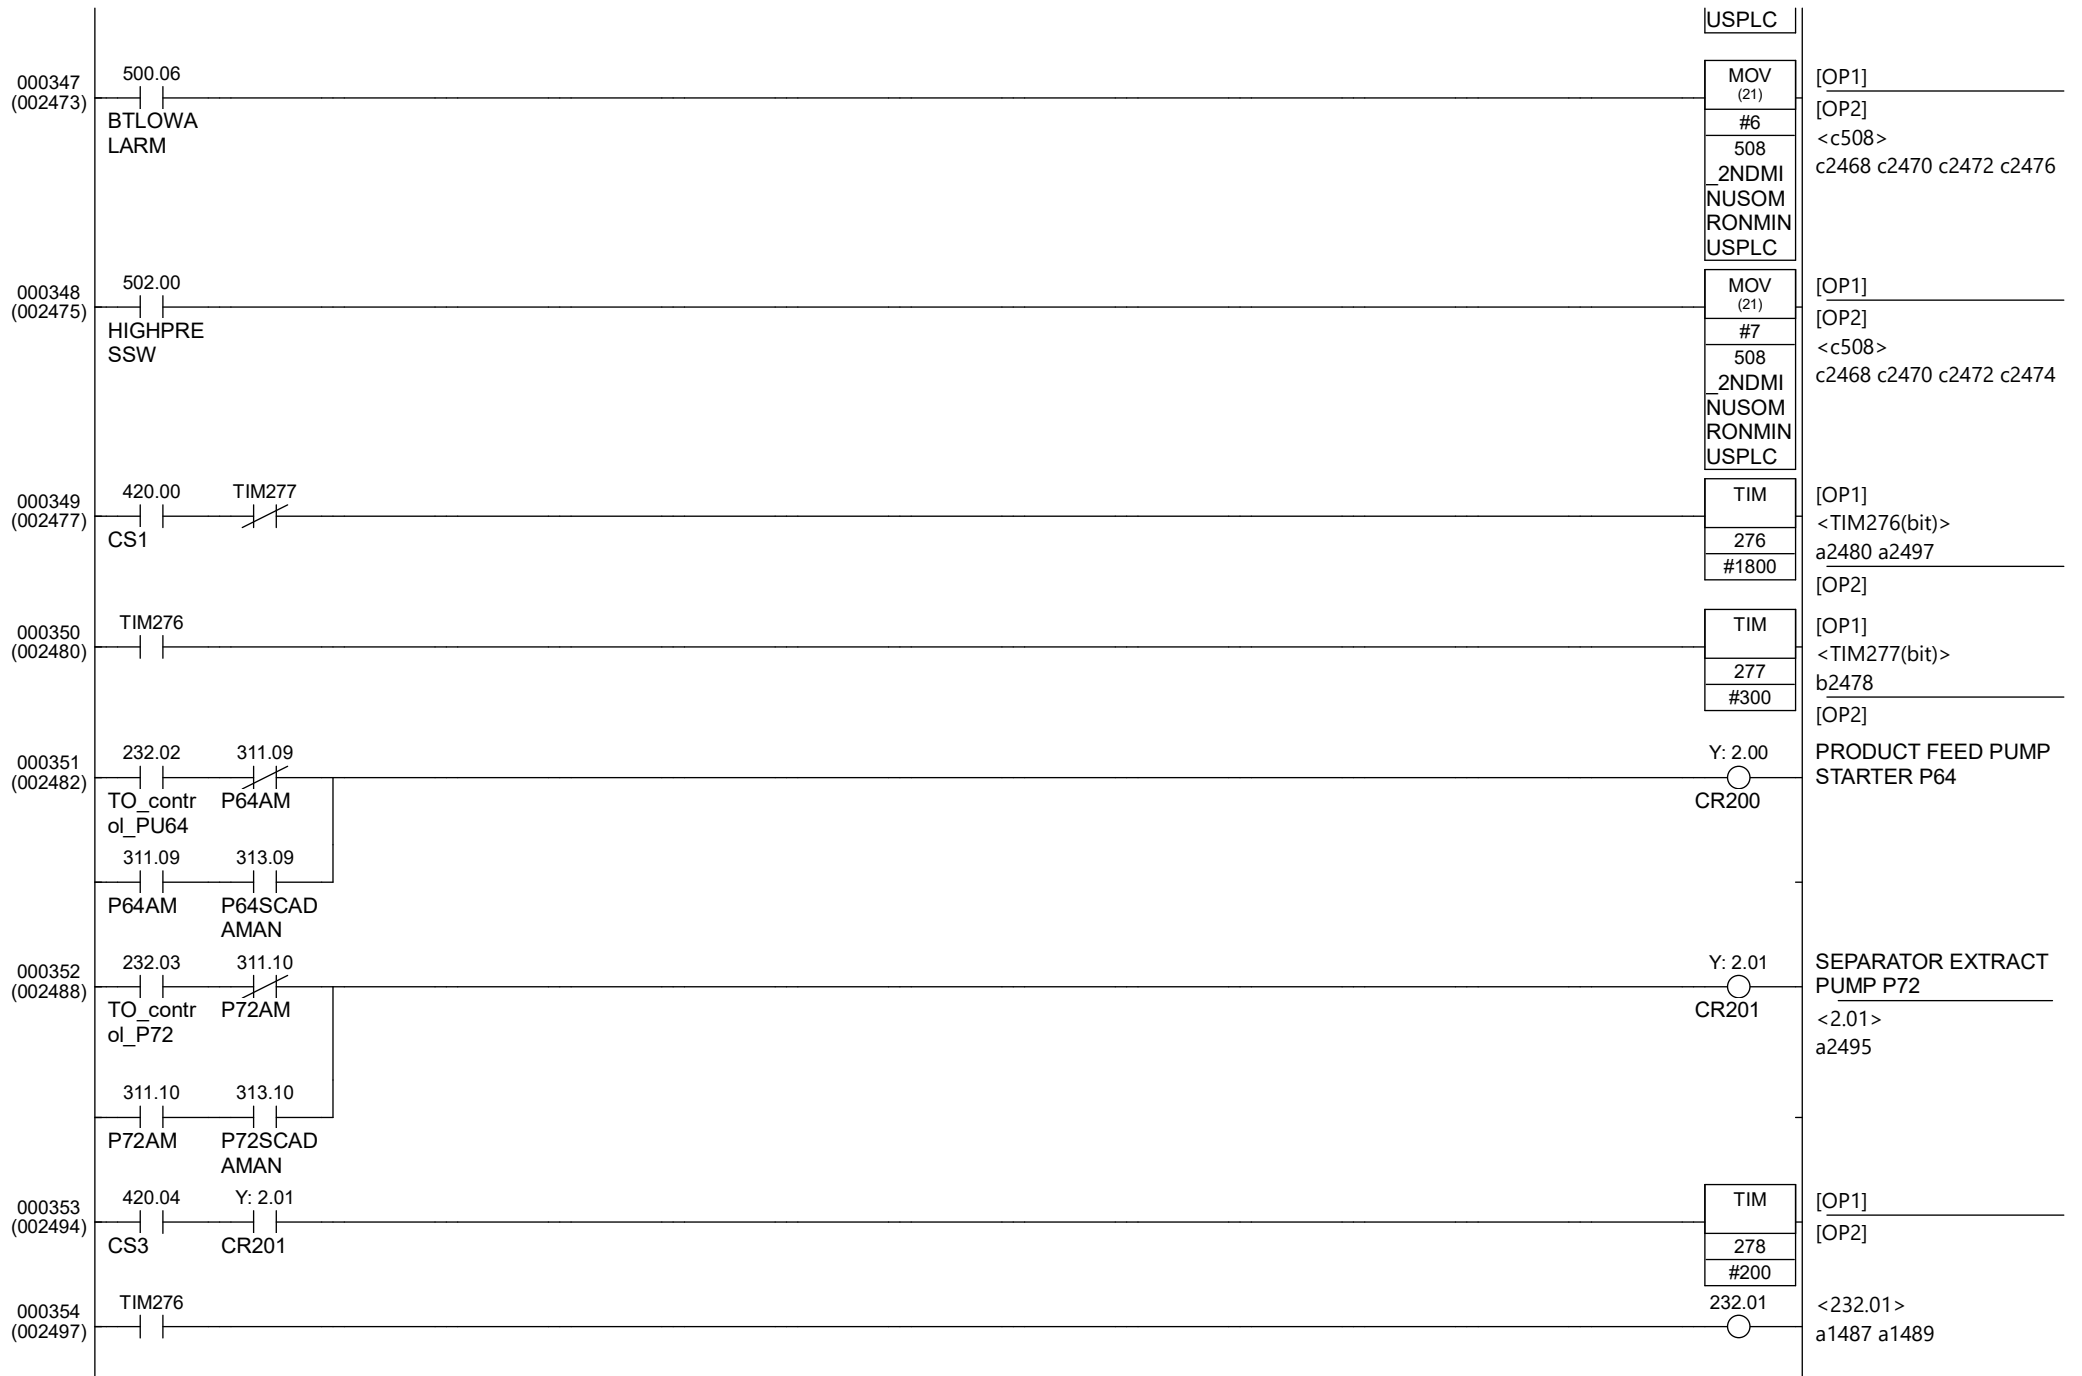 USPLC
000347
(002473)
500.06
BTLOWA
LARM
MOV
(21)
#6
508
_2NDMI
NUSOM
RONMIN
USPLC
[OP1]
[OP2]
<c508>
c2468 c2470 c2472 c2476
000348
(002475)
502.00
HIGHPRE
SSW
MOV
(21)
#7
508
_2NDMI
NUSOM
RONMIN
USPLC
[OP1]
[OP2]
<c508>
c2468 c2470 c2472 c2474
000349
(002477)
420.00 TIM277
CS1
TIM
276
#1800
[OP1]
<TIM276(bit)>
a2480 a2497
[OP2]
000350
(002480)
TIM276
TIM
277
#300
[OP1]
<TIM277(bit)>
b2478
[OP2]
000351
(002482)
232.02 311.09
TO_contr P64AM
ol_PU64
311.09 313.09
P64AM P64SCAD
AMAN
Y: 2.00
CR200
PRODUCT FEED PUMP
STARTER P64
000352
(002488)
232.03 311.10
TO_contr P72AM
ol_P72
311.10 313.10
P72AM P72SCAD
AMAN
Y: 2.01
CR201
SEPARATOR EXTRACT
PUMP P72
<2.01>
a2495
000353
(002494)
420.04 Y: 2.01
CS3 CR201
TIM
278
#200
[OP1]
[OP2]
000354
(002497)
TIM276
232.01
<232.01>
a1487 a1489